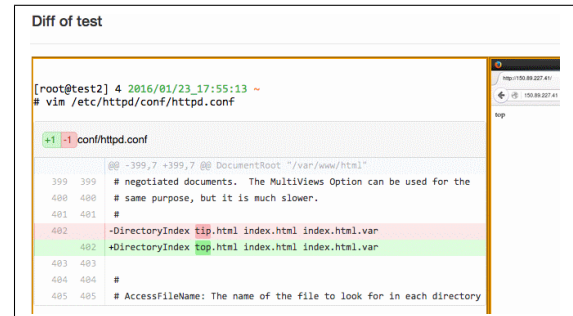 Diff of test
[root@test2] 4 2016/01/23_17:55:13 ~
# vim /etc/httpd/conf/httpd.conf
+1 -1 conf/httpd.conf
@@ -399,7 +399,7 @@ DocumentRoot "/var/www/html"
399 399 # negotiated documents. The MultiViews Option can be used for the
400 400 # same purpose, but it is much slower.
401 401 #
402 -DirectoryIndex tip.html index.html index.html.var
402 +DirectoryIndex top.html index.html index.html.var
403 403
404 404 #
405 405 # AccessFileName: The name of the file to look for in each directory
http://150.89.227.41/
150.89.227.41
top